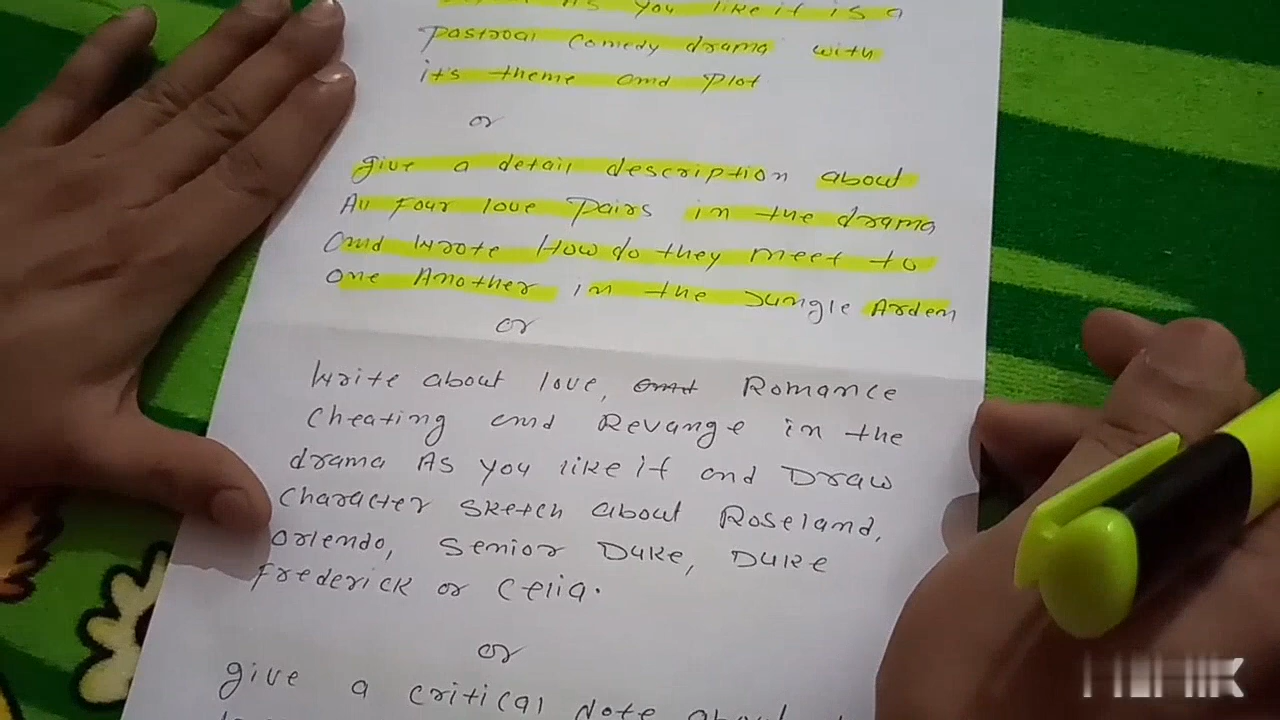 As you like it is a
Pastroal Comedy drama with
it's theme and Plot
or
give a detail description about
All Four love Pairs in the drama
and wrote How do they meet to
one Another in the Jungle Arden
or
Write about love, and Romance
Cheating and Revange in the
drama As you like it and Draw
Character sketch about Roseland,
Orlendo, Senior Duke, Duke
Frederick or Celia.
or
give a critical Note about